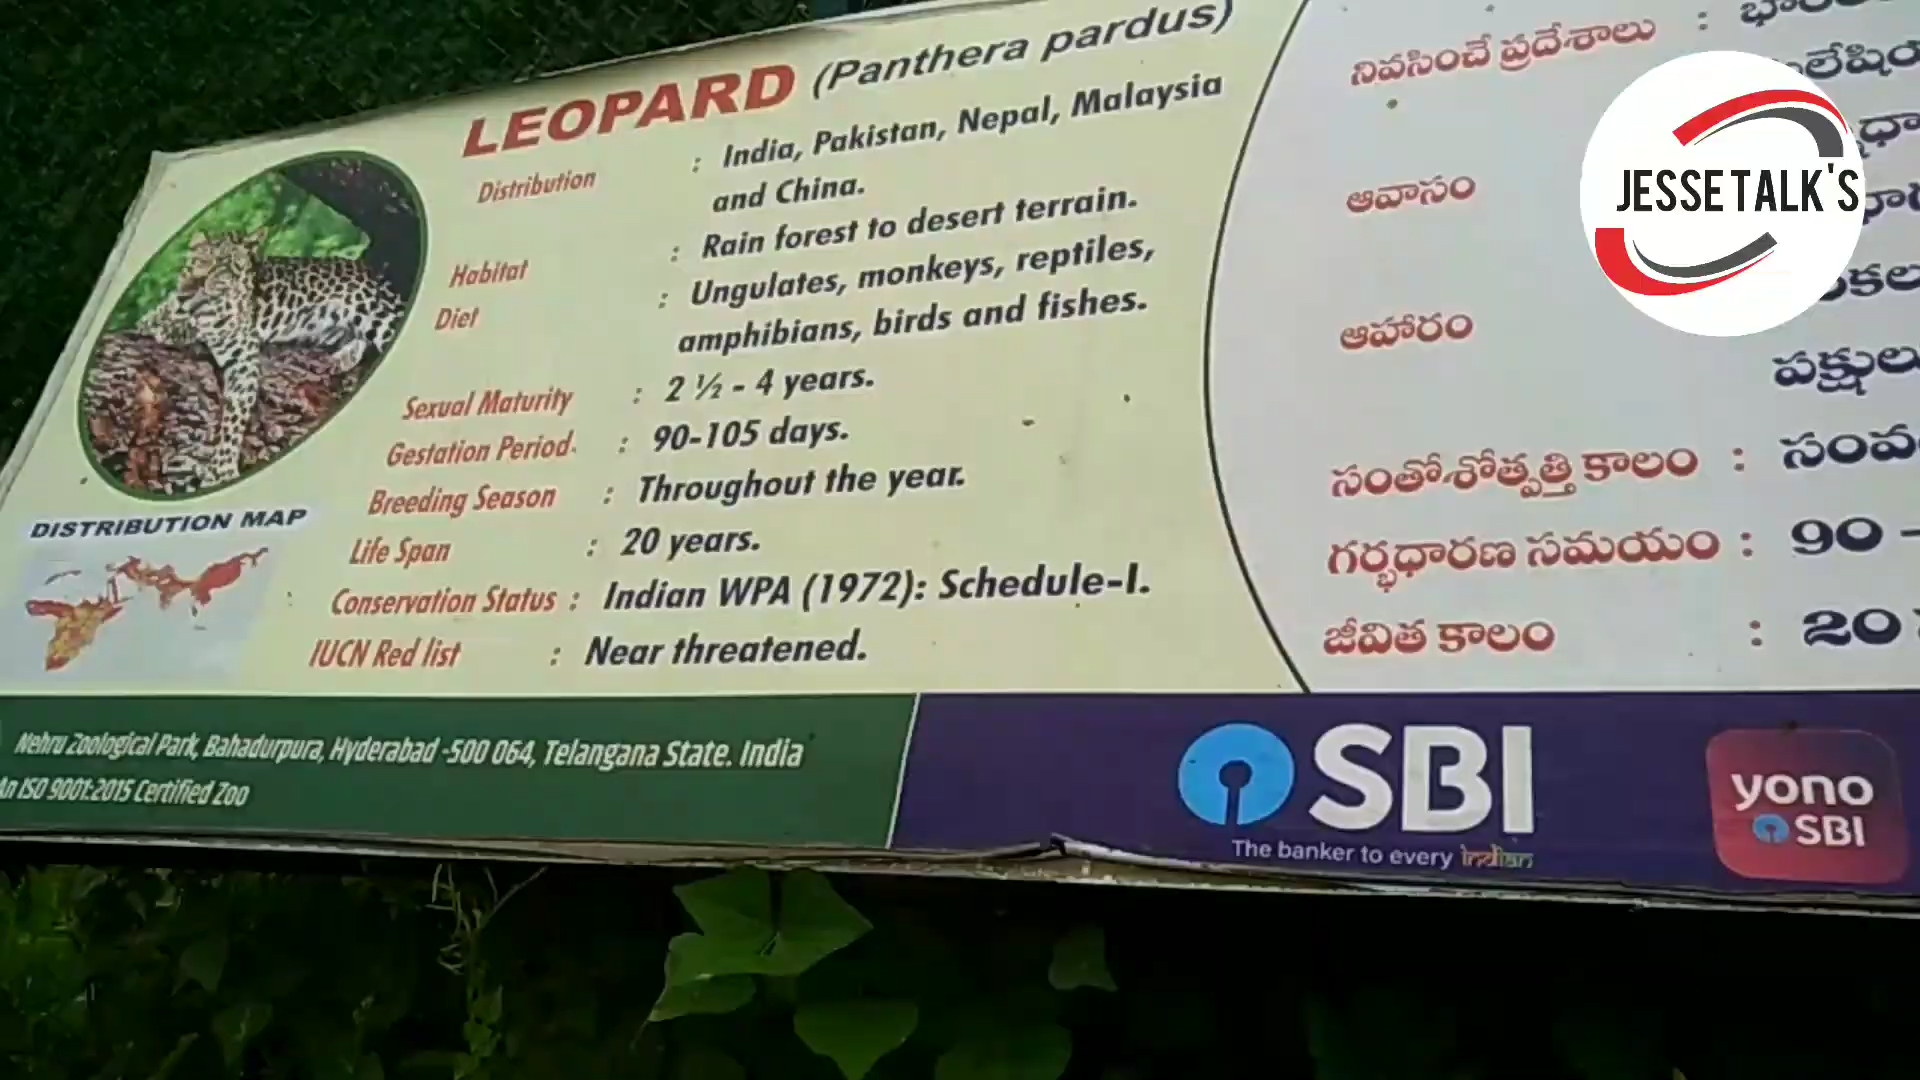 LEOPARD (Panthera pardus)
Distribution : India, Pakistan, Nepal, Malaysia
and China.
Habitat : Rain forest to desert terrain.
Diet : Ungulates, monkeys, reptiles,
amphibians, birds and fishes.
Sexual Maturity : 2 ½ - 4 years.
Gestation Period : 90-105 days.
Breeding Season : Throughout the year.
Life Span : 20 years.
Conservation Status : Indian WPA (1972): Schedule-I.
IUCN Red list : Near threatened.
DISTRIBUTION MAP
నివసించే ప్రదేశాలు :
ఆవాసం
ఆహారం
పక్షుల
సంతోశోత్పత్తి కాలం : సంవ
గర్భధారణ సమయం : 90 -
జీవిత కాలం : 20
JESSETALK'S
Nehru Zoological Park, Bahadurpura, Hyderabad -500 064, Telangana State. India
An ISO 9001:2015 Certified Zoo
SBI
The banker to every indian
yono
SBI